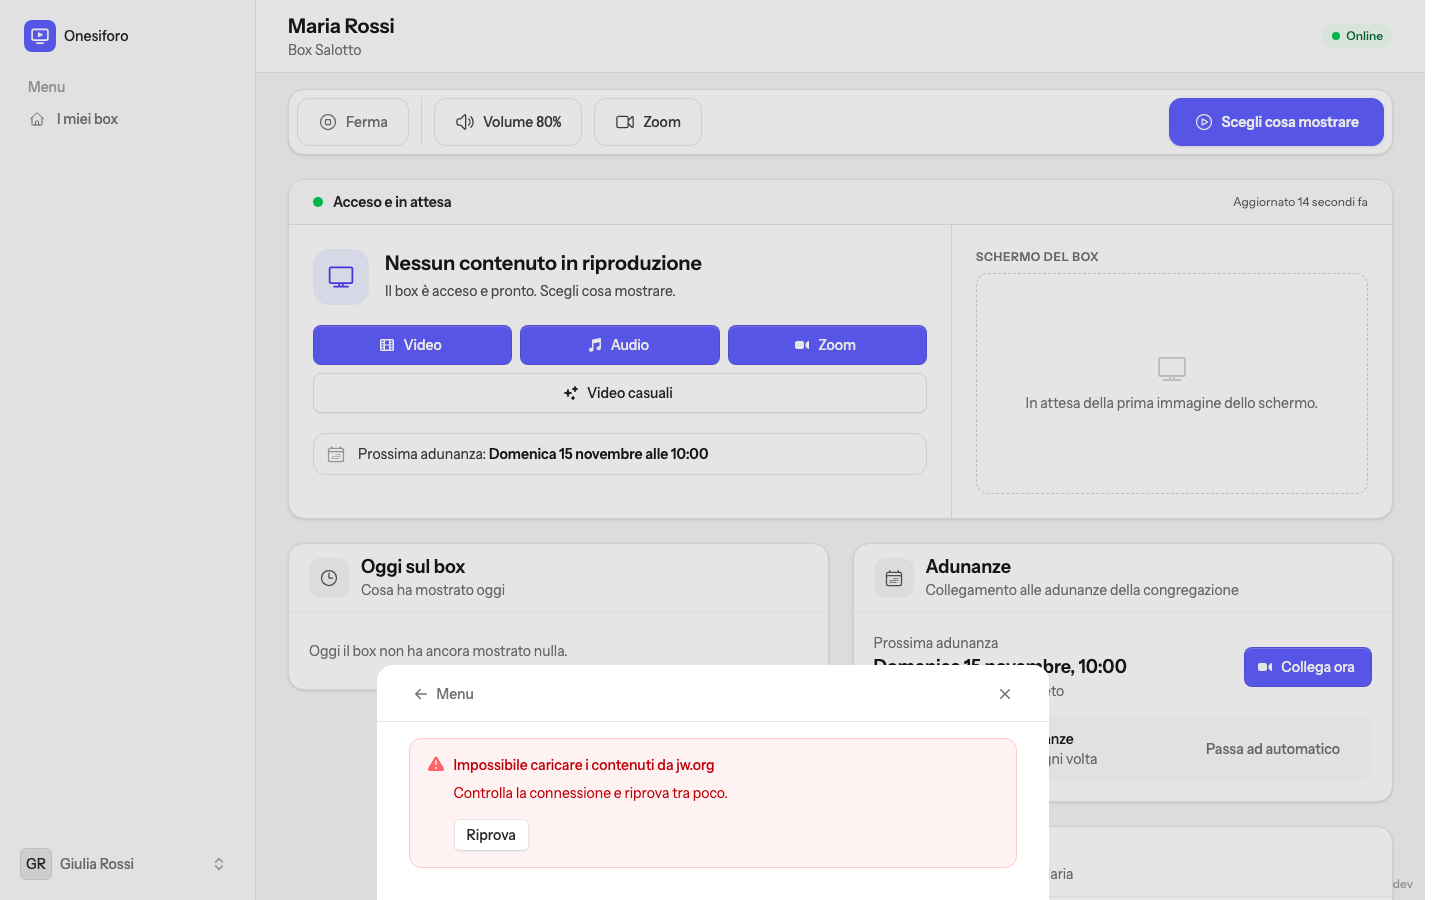 Onesiforo
Menu
I miei box
GR
Giulia Rossi
Maria Rossi
Box Salotto
Online
Ferma
Volume 80%
Zoom
Scegli cosa mostrare
Acceso e in attesa
Aggiornato 14 secondi fa
Nessun contenuto in riproduzione
Il box è acceso e pronto. Scegli cosa mostrare.
Video
Audio
Zoom
Video casuali
Prossima adunanza: Domenica 15 novembre alle 10:00
SCHERMO DEL BOX
In attesa della prima immagine dello schermo.
Oggi sul box
Cosa ha mostrato oggi
Oggi il box non ha ancora mostrato nulla.
Adunanze
Collegamento alle adunanze della congregazione
Prossima adunanza
Domenica 15 novembre, 10:00
Collega ora
Passa ad automatico
volta
Menu
Impossibile caricare i contenuti da jw.org
Controlla la connessione e riprova tra poco.
Riprova
dev